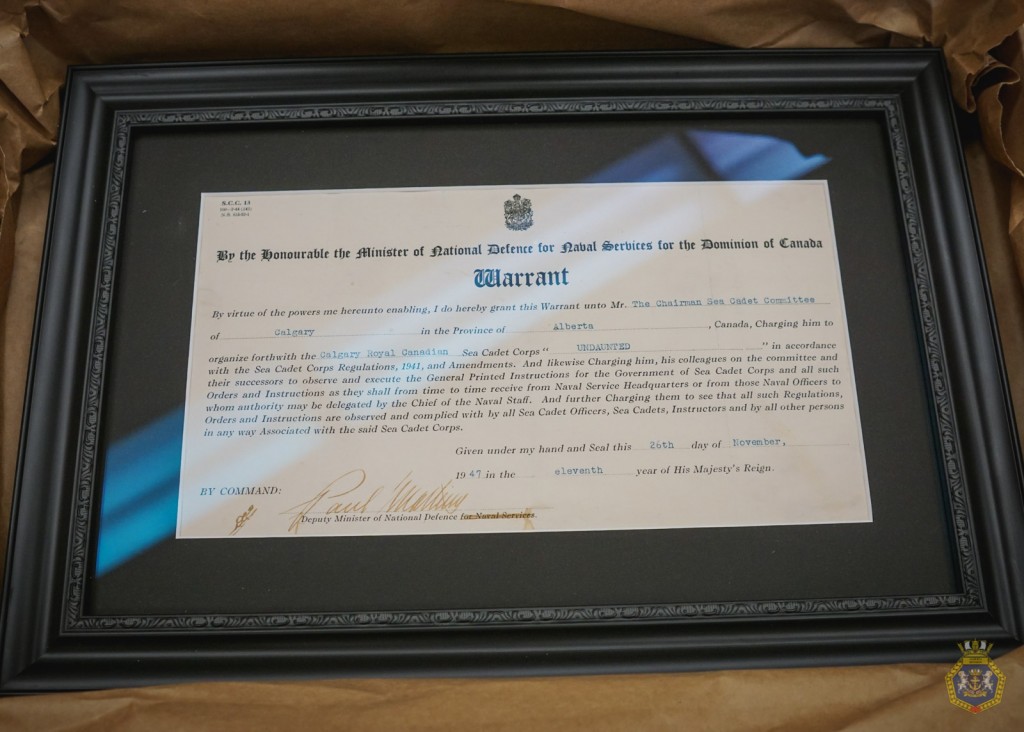 S.C.C. 13
By the Honourable the Minister of National Defence for Naval Services for the Dominion of Canada
Warrant
By virtue of the powers me hereunto enabling, I do hereby grant this Warrant unto Mr. The Chairman Sea Cadet Committee
of Calgary in the Province of Alberta , Canada, Charging him to
organize forthwith the Calgary Royal Canadian Sea Cadet Corps " UNDAUNTED " in accordance
with the Sea Cadet Corps Regulations, 1941, and Amendments. And likewise Charging him, his colleagues on the committee and
their successors to observe and execute the General Printed Instructions for the Government of Sea Cadet Corps and all such
Orders and Instructions as they shall from time to time receive from Naval Service Headquarters or from those Naval Officers to
whom authority may be delegated by the Chief of the Naval Staff. And further Charging them to see that all such Regulations,
Orders and Instructions are observed and complied with by all Sea Cadet Officers, Sea Cadets, Instructors and by all other persons
in any way Associated with the said Sea Cadet Corps.
Given under my hand and Seal this 26th day of November,
19 47 in the eleventh year of His Majesty's Reign.
BY COMMAND:
Deputy Minister of National Defence for Naval Services.